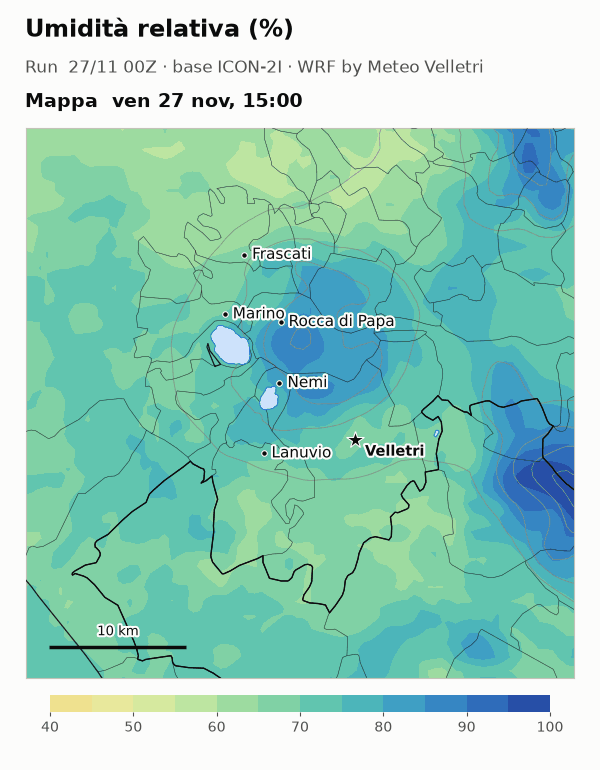 Umidità relativa (%)
Run  27/11 00Z · base ICON-2I · WRF by Meteo Velletri
Mappa  ven 27 nov, 15:00
Frascati
Marino
Rocca di Papa
Nemi
Velletri
Lanuvio
10 km
40 50 60 70 80 90 100